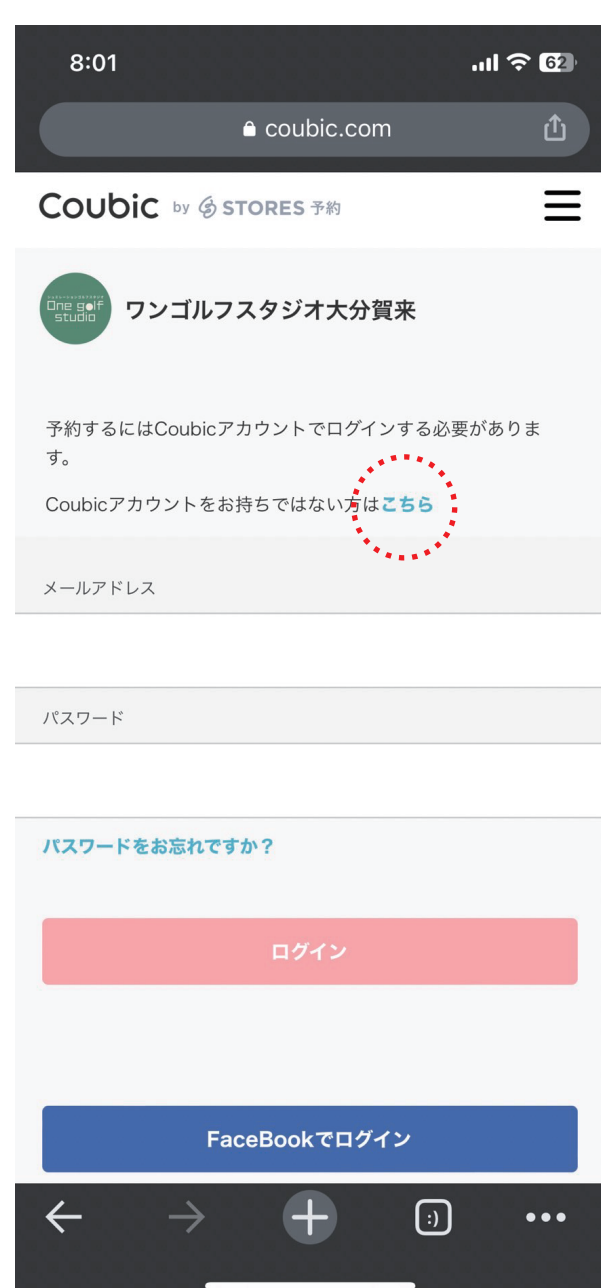 8:01
62
coubic.com
Coubic by STORES 予約
One golf
studio
ワンゴルフスタジオ大分賀来
予約するにはCoubicアカウントでログインする必要がありま
す。
Coubicアカウントをお持ちではない方はこちら
メールアドレス
パスワード
パスワードをお忘れですか？
ログイン
FaceBookでログイン
:)